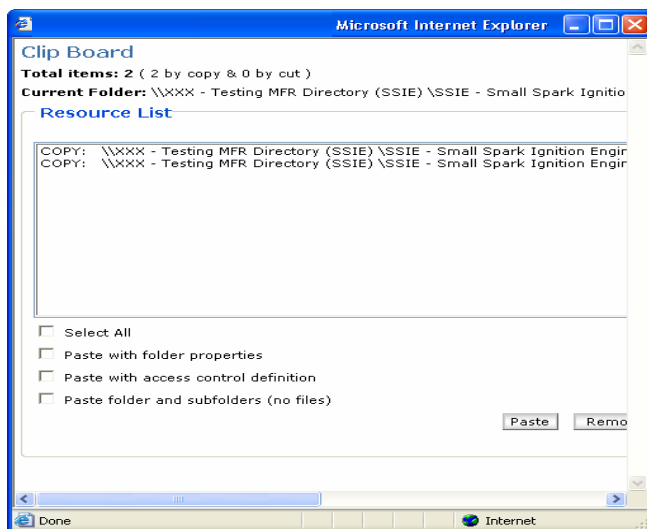 Microsoft Internet Explorer
Clip Board
Total items: 2 ( 2 by copy & 0 by cut )
Current Folder: \\XXX - Testing MFR Directory (SSIE) \SSIE - Small Spark Ignitio
Resource List
COPY: \\XXX - Testing MFR Directory (SSIE) \SSIE - Small Spark Ignition Engir
COPY: \\XXX - Testing MFR Directory (SSIE) \SSIE - Small Spark Ignition Engir
Select All
Paste with folder properties
Paste with access control definition
Paste folder and subfolders (no files)
Paste Remo
Done Internet